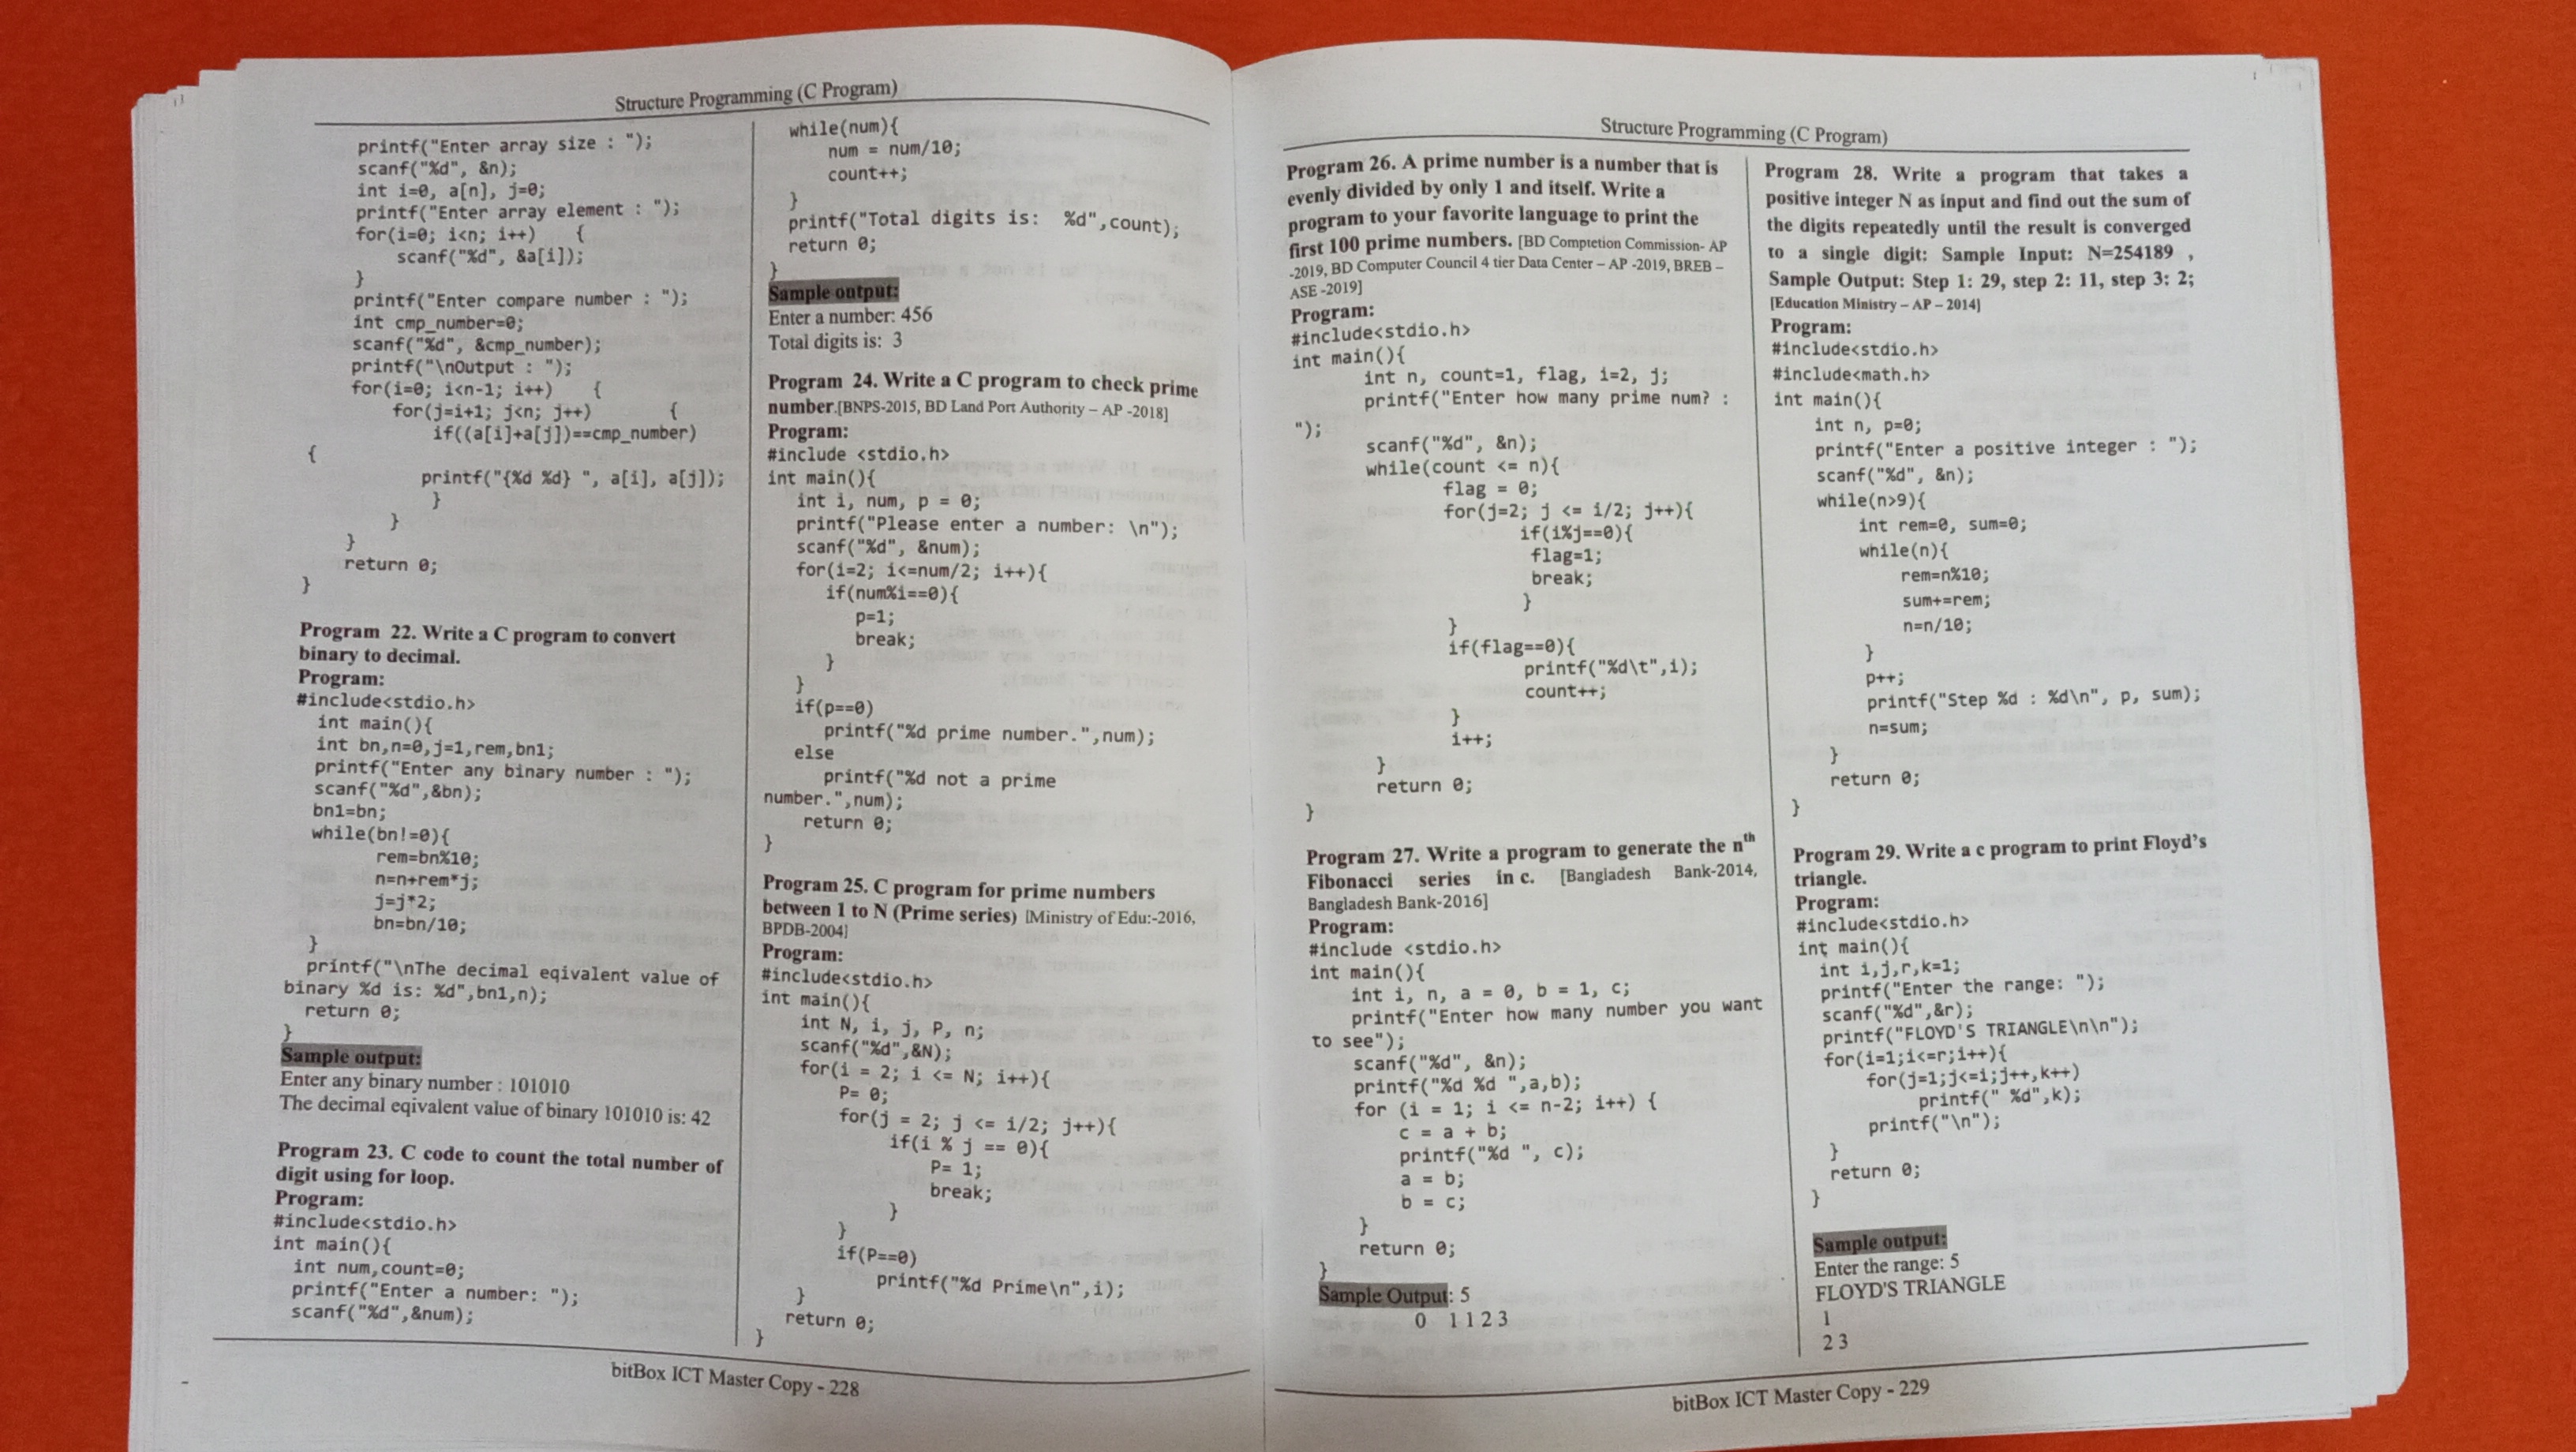 Structure Programming (C Program)
printf("Enter array size : ");
scanf("%d", &n);
int i=0, a[n], j=0;
printf("Enter array element : ");
for(i=0; i<n; i++) {
scanf("%d", &a[i]);
}
printf("Enter compare number : ");
int cmp_number=0;
scanf("%d", &cmp_number);
printf("\nOutput : ");
for(i=0; i<n-1; i++) {
for(j=i+1; j<n; j++) {
if((a[i]+a[j])==cmp_number)
{
printf("{%d %d} ", a[i], a[j]);
}
}
}
return 0;
}
Program 22. Write a C program to convert
binary to decimal.
Program:
#include<stdio.h>
int main(){
int bn,n=0,j=1,rem,bn1;
printf("Enter any binary number : ");
scanf("%d",&bn);
bn1=bn;
while(bn!=0){
rem=bn%10;
n=n+rem*j;
j=j*2;
bn=bn/10;
}
printf("\nThe decimal eqivalent value of
binary %d is: %d",bn1,n);
return 0;
}
Sample output:
Enter any binary number : 101010
The decimal eqivalent value of binary 101010 is: 42
Program 23. C code to count the total number of
digit using for loop.
Program:
#include<stdio.h>
int main(){
int num,count=0;
printf("Enter a number: ");
scanf("%d",&num);
while(num){
num = num/10;
count++;
}
printf("Total digits is: %d",count);
return 0;
}
Sample output:
Enter a number: 456
Total digits is: 3
Program 24. Write a C program to check prime
number.[BNPS-2015, BD Land Port Authority – AP -2018]
Program:
#include <stdio.h>
int main(){
int i, num, p = 0;
printf("Please enter a number: \n");
scanf("%d", &num);
for(i=2; i<=num/2; i++){
if(num%i==0){
p=1;
break;
}
}
if(p==0)
printf("%d prime number.",num);
else
printf("%d not a prime
number.",num);
return 0;
}
Program 25. C program for prime numbers
between 1 to N (Prime series) [Ministry of Edu:-2016,
BPDB-2004]
Program:
#include<stdio.h>
int main(){
int N, i, j, P, n;
scanf("%d",&N);
for(i = 2; i <= N; i++){
P= 0;
for(j = 2; j <= i/2; j++){
if(i % j == 0){
P= 1;
break;
}
}
if(P==0)
printf("%d Prime\n",i);
}
return 0;
}
bitBox ICT Master Copy - 228
Structure Programming (C Program)
Program 26. A prime number is a number that is
evenly divided by only 1 and itself. Write a
program to your favorite language to print the
first 100 prime numbers. [BD Comptetion Commission- AP
-2019, BD Computer Council 4 tier Data Center – AP -2019, BREB –
ASE -2019]
Program:
#include<stdio.h>
int main(){
int n, count=1, flag, i=2, j;
printf("Enter how many prime num? :
");
scanf("%d", &n);
while(count <= n){
flag = 0;
for(j=2; j <= i/2; j++){
if(i%j==0){
flag=1;
break;
}
}
if(flag==0){
printf("%d\t",i);
count++;
}
i++;
}
return 0;
}
Program 27. Write a program to generate the nth
Fibonacci series in c. [Bangladesh Bank-2014,
Bangladesh Bank-2016]
Program:
#include <stdio.h>
int main(){
int i, n, a = 0, b = 1, c;
printf("Enter how many number you want
to see");
scanf("%d", &n);
printf("%d %d ",a,b);
for (i = 1; i <= n-2; i++) {
c = a + b;
printf("%d ", c);
a = b;
b = c;
}
return 0;
}
Sample Output: 5
0 1 1 2 3
Program 28. Write a program that takes a
positive integer N as input and find out the sum of
the digits repeatedly until the result is converged
to a single digit: Sample Input: N=254189 ,
Sample Output: Step 1: 29, step 2: 11, step 3: 2;
[Education Ministry – AP – 2014]
Program:
#include<stdio.h>
#include<math.h>
int main(){
int n, p=0;
printf("Enter a positive integer : ");
scanf("%d", &n);
while(n>9){
int rem=0, sum=0;
while(n){
rem=n%10;
sum+=rem;
n=n/10;
}
p++;
printf("Step %d : %d\n", p, sum);
n=sum;
}
return 0;
}
Program 29. Write a c program to print Floyd's
triangle.
Program:
#include<stdio.h>
int main(){
int i,j,r,k=1;
printf("Enter the range: ");
scanf("%d",&r);
printf("FLOYD'S TRIANGLE\n\n");
for(i=1;i<=r;i++){
for(j=1;j<=i;j++,k++)
printf(" %d",k);
printf("\n");
}
return 0;
}
Sample output:
Enter the range: 5
FLOYD'S TRIANGLE
1
2 3
bitBox ICT Master Copy - 229